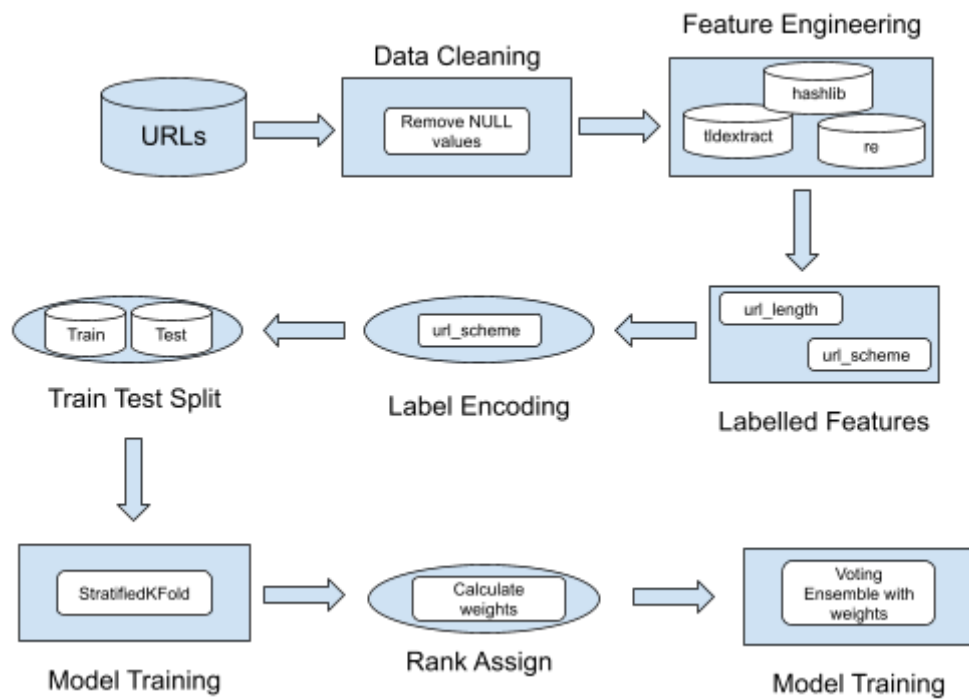 Feature Engineering
Data Cleaning
URLs
Remove NULL
values
hashlib
tldextract
re
Train
Test
Train Test Split
url_scheme
Label Encoding
url_length
url_scheme
Labelled Features
StratifiedKFold
Model Training
Calculate
weights
Rank Assign
Voting
Ensemble with
weights
Model Training